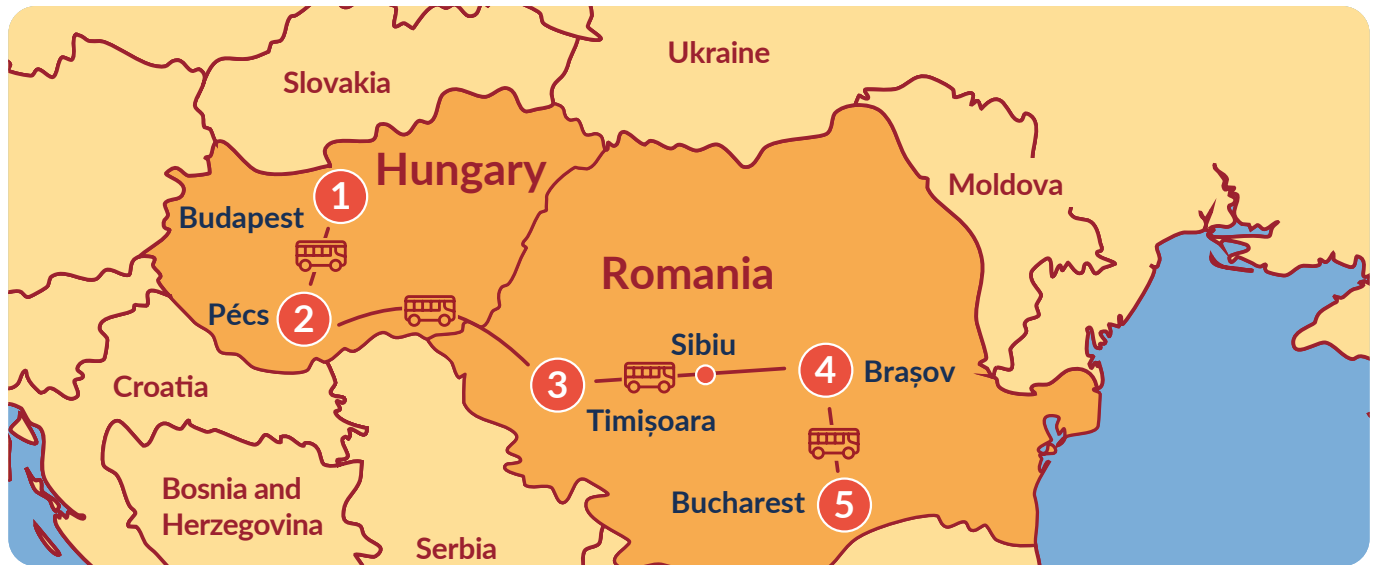 Ukraine
Slovakia
Hungary
1
Moldova
Budapest
Romania
Pécs
2
Sibiu
3
4
Brașov
Croatia
Timișoara
Bosnia and
Herzegovina
Bucharest
5
Serbia